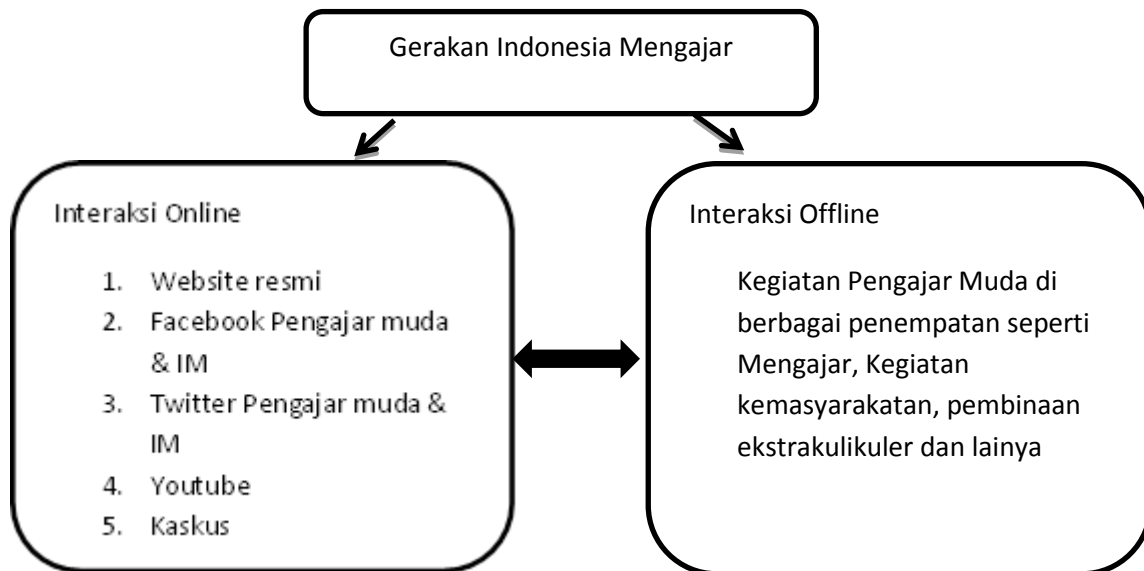 Gerakan Indonesia Mengajar
Interaksi Online
1. Website resmi
2. Facebook Pengajar muda
& IM
3. Twitter Pengajar muda &
IM
4. Youtube
5. Kaskus
Interaksi Offline
Kegiatan Pengajar Muda di
berbagai penempatan seperti
Mengajar, Kegiatan
kemasyarakatan, pembinaan
ekstrakulikuler dan lainya